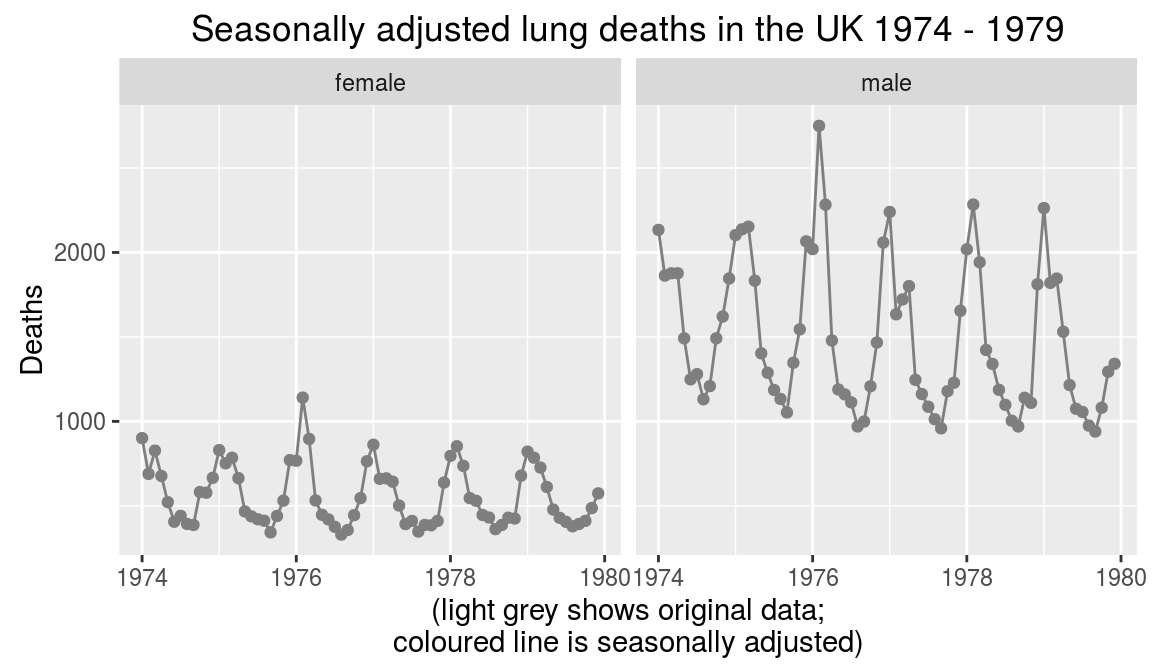 Seasonally adjusted lung deaths in the UK 1974 - 1979
female
male
Deaths
2000
1000
1974 1976 1978 1980
1974 1976 1978 1980
(light grey shows original data;
coloured line is seasonally adjusted)